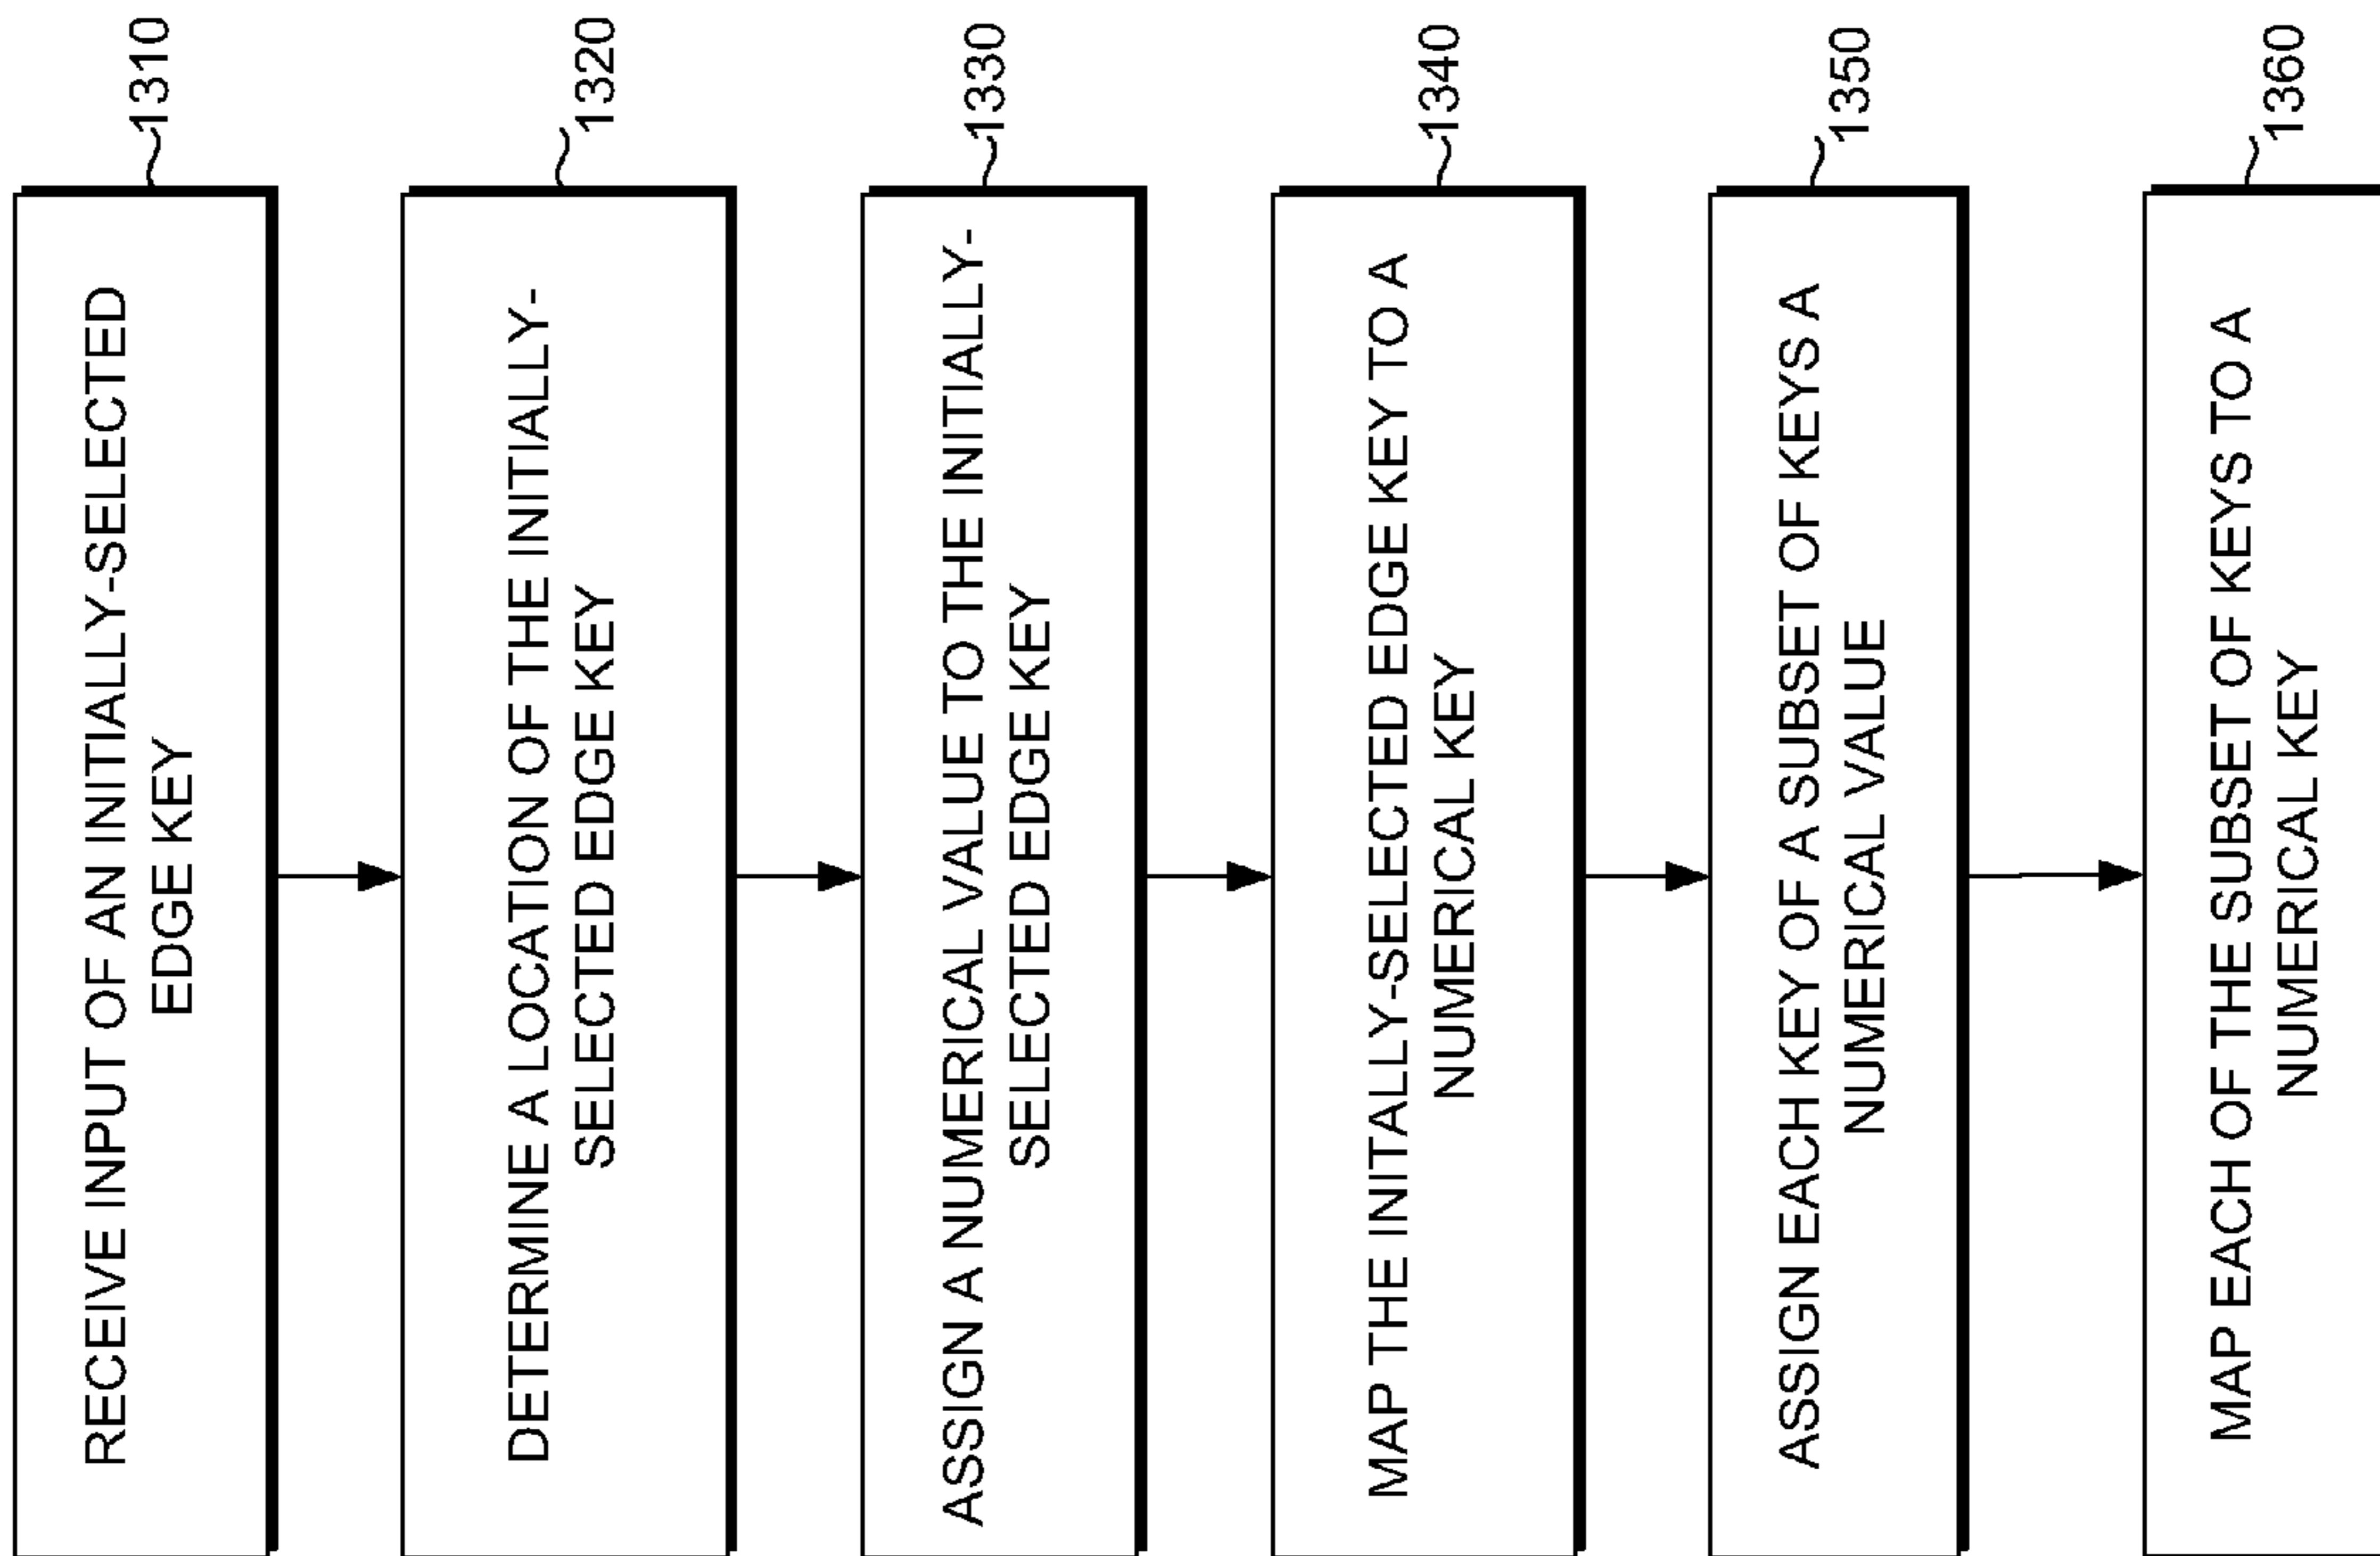 RECEIVE INPUT OF AN INITIALLY-SELECTED
EDGE KEY
1310
DETERMINE A LOCATION OF THE INITIALLY-
SELECTED EDGE KEY
1320
ASSIGN A NUMERICAL VALUE TO THE INITIALLY-
SELECTED EDGE KEY
1330
MAP THE INITALLY-SELECTED EDGE KEY TO A
NUMERICAL KEY
1340
ASSIGN EACH KEY OF A SUBSET OF KEYS A
NUMERICAL VALUE
1350
MAP EACH OF THE SUBSET OF KEYS TO A
NUMERICAL KEY
1360